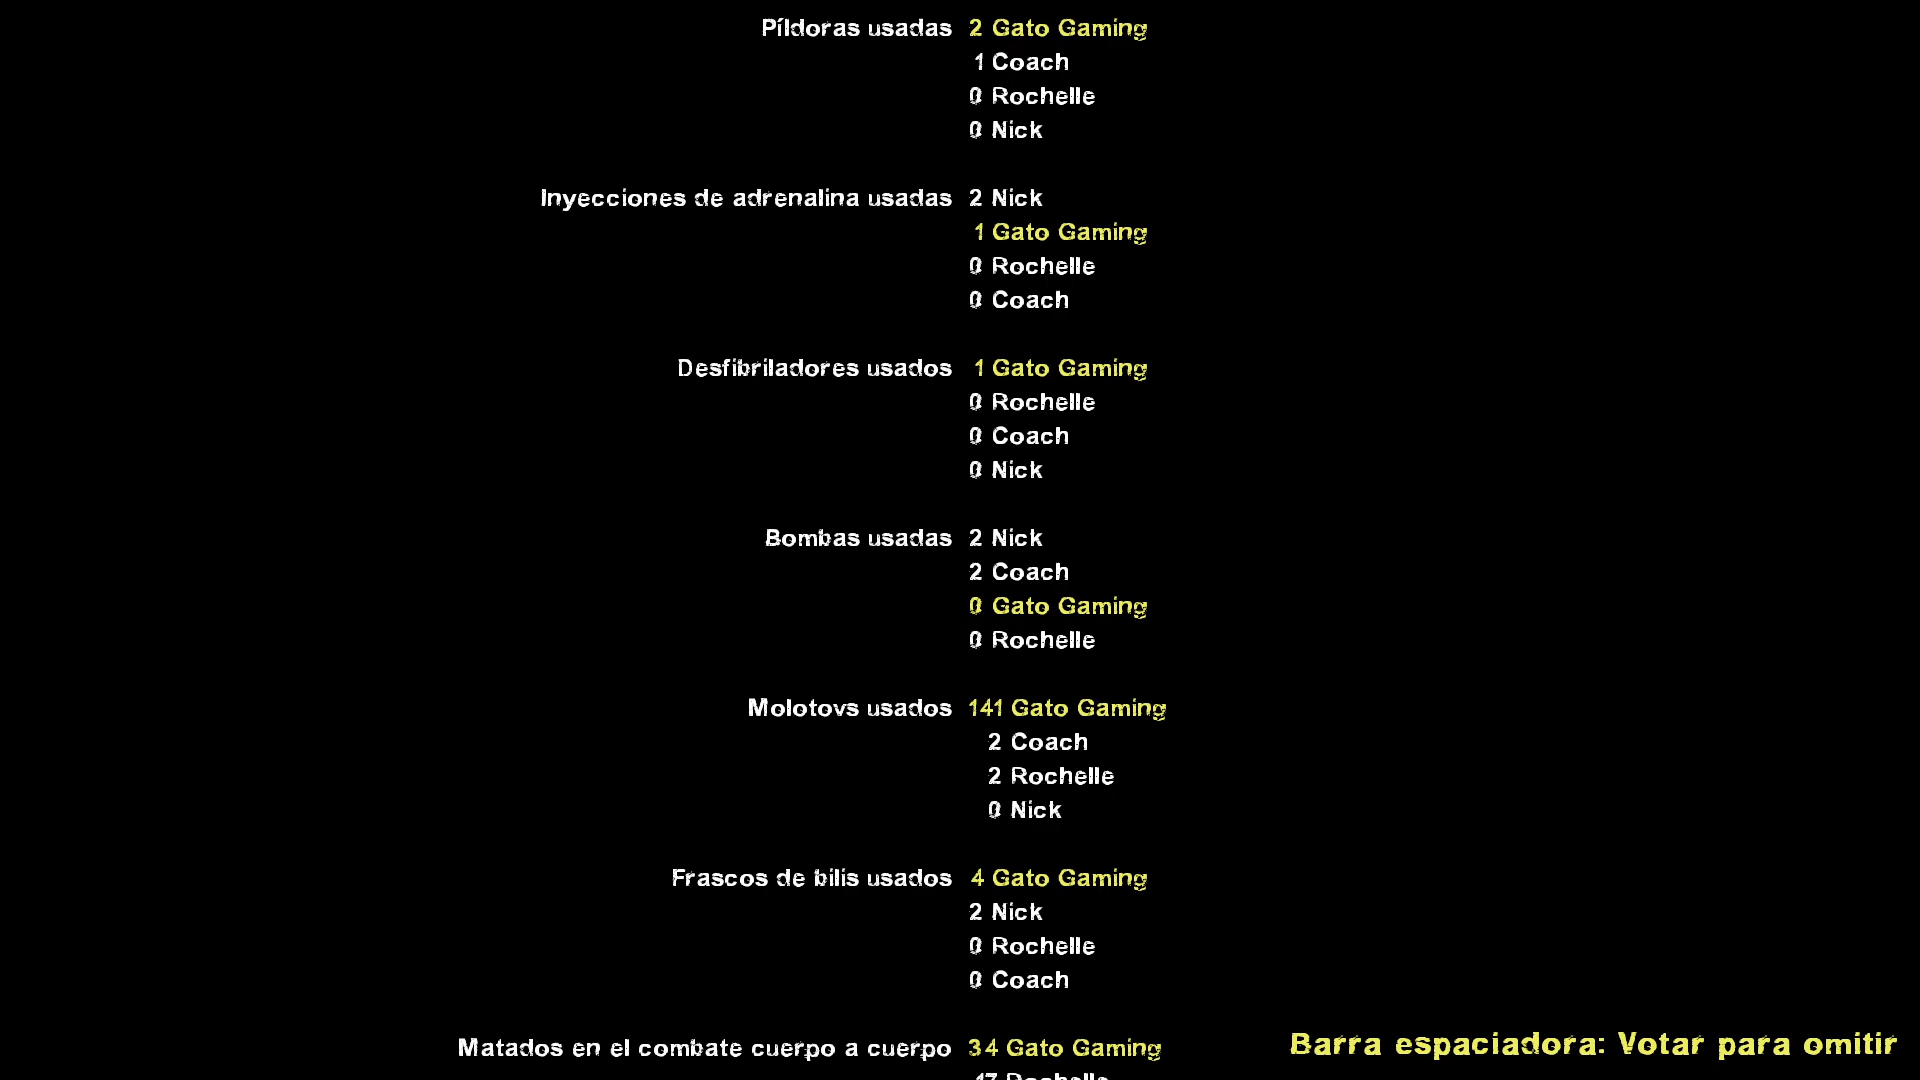 Píldoras usadas 2 Gato Gaming
1 Coach
0 Rochelle
0 Nick
Inyecciones de adrenalina usadas 2 Nick
1 Gato Gaming
0 Rochelle
0 Coach
Desfibriladores usados 1 Gato Gaming
0 Rochelle
0 Coach
0 Nick
Bombas usadas 2 Nick
2 Coach
0 Gato Gaming
0 Rochelle
Molotovs usados 141 Gato Gaming
2 Coach
2 Rochelle
0 Nick
Frascos de bilis usados 4 Gato Gaming
2 Nick
0 Rochelle
0 Coach
Matados en el combate cuerpo a cuerpo 34 Gato Gaming
17 Rochelle
Barra espaciadora: Votar para omitir